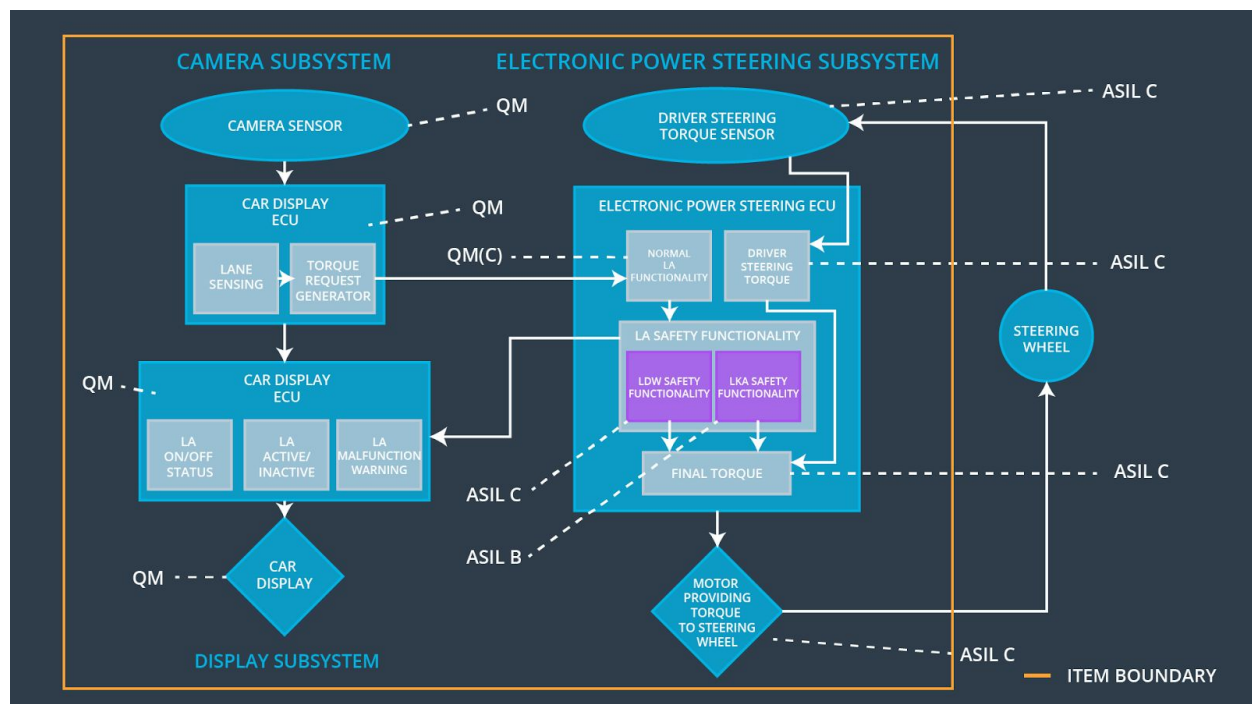 CAMERA SUBSYSTEM
ELECTRONIC POWER STEERING SUBSYSTEM
CAMERA SENSOR
QM
DRIVER STEERING
TORQUE SENSOR
ASIL C
CAR DISPLAY
ECU
QM
LANE
SENSING
TORQUE
REQUEST
GENERATOR
ELECTRONIC POWER STEERING ECU
QM(C)
NORMAL
LA
FUNCTIONALITY
DRIVER
STEERING
TORQUE
ASIL C
STEERING
WHEEL
LA SAFETY FUNCTIONALITY
LDW SAFETY
FUNCTIONALITY
LKA SAFETY
FUNCTIONALITY
QM
CAR DISPLAY
ECU
LA
ON/OFF
STATUS
LA
ACTIVE/
INACTIVE
LA
MALFUNCTION
WARNING
FINAL TORQUE
ASIL C
ASIL C
ASIL B
QM
CAR
DISPLAY
MOTOR
PROVIDING
TORQUE
TO STEERING
WHEEL
ASIL C
DISPLAY SUBSYSTEM
ITEM BOUNDARY